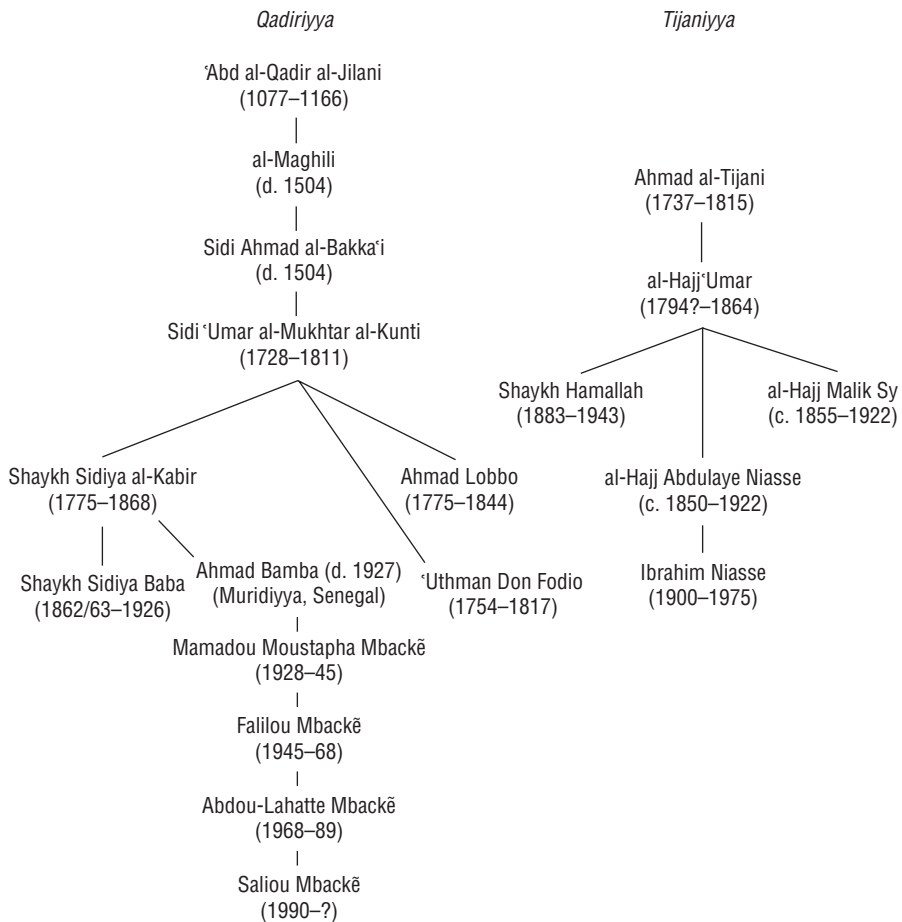 Qadiriyya
Tijaniyya
ʿAbd al-Qadir al-Jilani
(1077–1166)
al-Maghili
(d. 1504)
Ahmad al-Tijani
(1737–1815)
Sidi Ahmad al-Bakkaʿi
(d. 1504)
al-HajjʿUmar
(1794?–1864)
Sidi ʿUmar al-Mukhtar al-Kunti
(1728–1811)
Shaykh Hamallah
(1883–1943)
al-Hajj Malik Sy
(c. 1855–1922)
Shaykh Sidiya al-Kabir
(1775–1868)
Ahmad Lobbo
(1775–1844)
al-Hajj Abdulaye Niasse
(c. 1850–1922)
Shaykh Sidiya Baba
(1862/63–1926)
Ahmad Bamba (d. 1927)
(Muridiyya, Senegal)
ʿUthman Don Fodio
(1754–1817)
Ibrahim Niasse
(1900–1975)
Mamadou Moustapha Mbackẽ
(1928–45)
Falilou Mbackẽ
(1945–68)
Abdou-Lahatte Mbackẽ
(1968–89)
Saliou Mbackẽ
(1990–?)